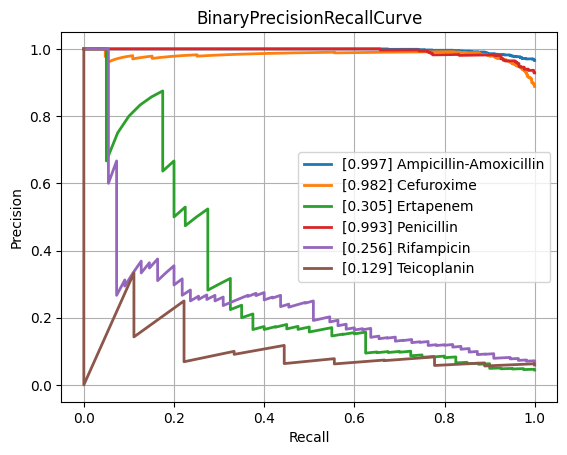 BinaryPrecisionRecallCurve
1.0
0.8
0.6
0.4
0.2
0.0
Precision
[0.997] Ampicillin-Amoxicillin
[0.982] Cefuroxime
[0.305] Ertapenem
[0.993] Penicillin
[0.256] Rifampicin
[0.129] Teicoplanin
0.0 0.2 0.4 0.6 0.8 1.0
Recall